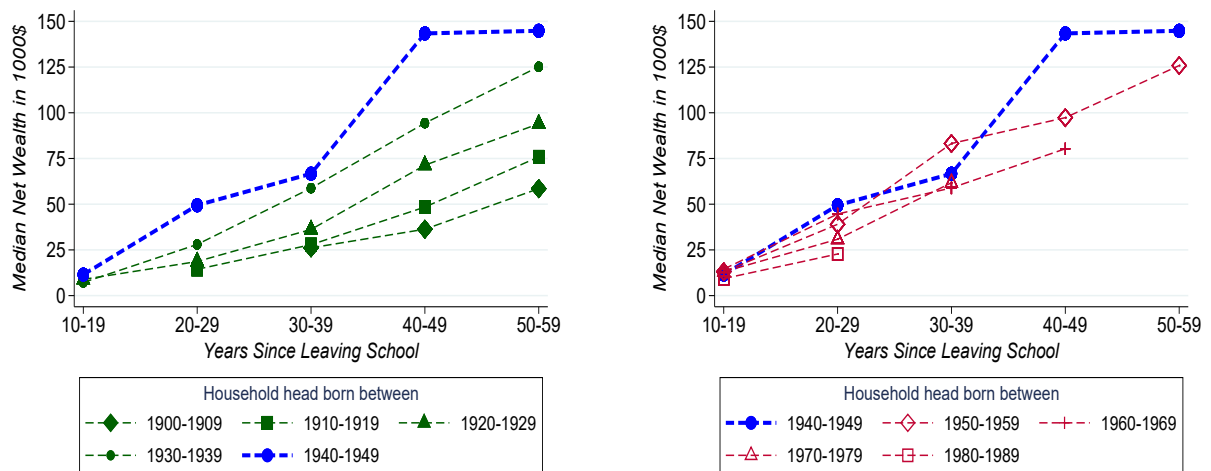 Median Net Wealth in 1000$
150
125
100
75
50
25
0
10-19 20-29 30-39 40-49 50-59
Years Since Leaving School
Household head born between
1900-1909 1910-1919 1920-1929
1930-1939 1940-1949
Median Net Wealth in 1000$
150
125
100
75
50
25
0
10-19 20-29 30-39 40-49 50-59
Years Since Leaving School
Household head born between
1940-1949 1950-1959 1960-1969
1970-1979 1980-1989